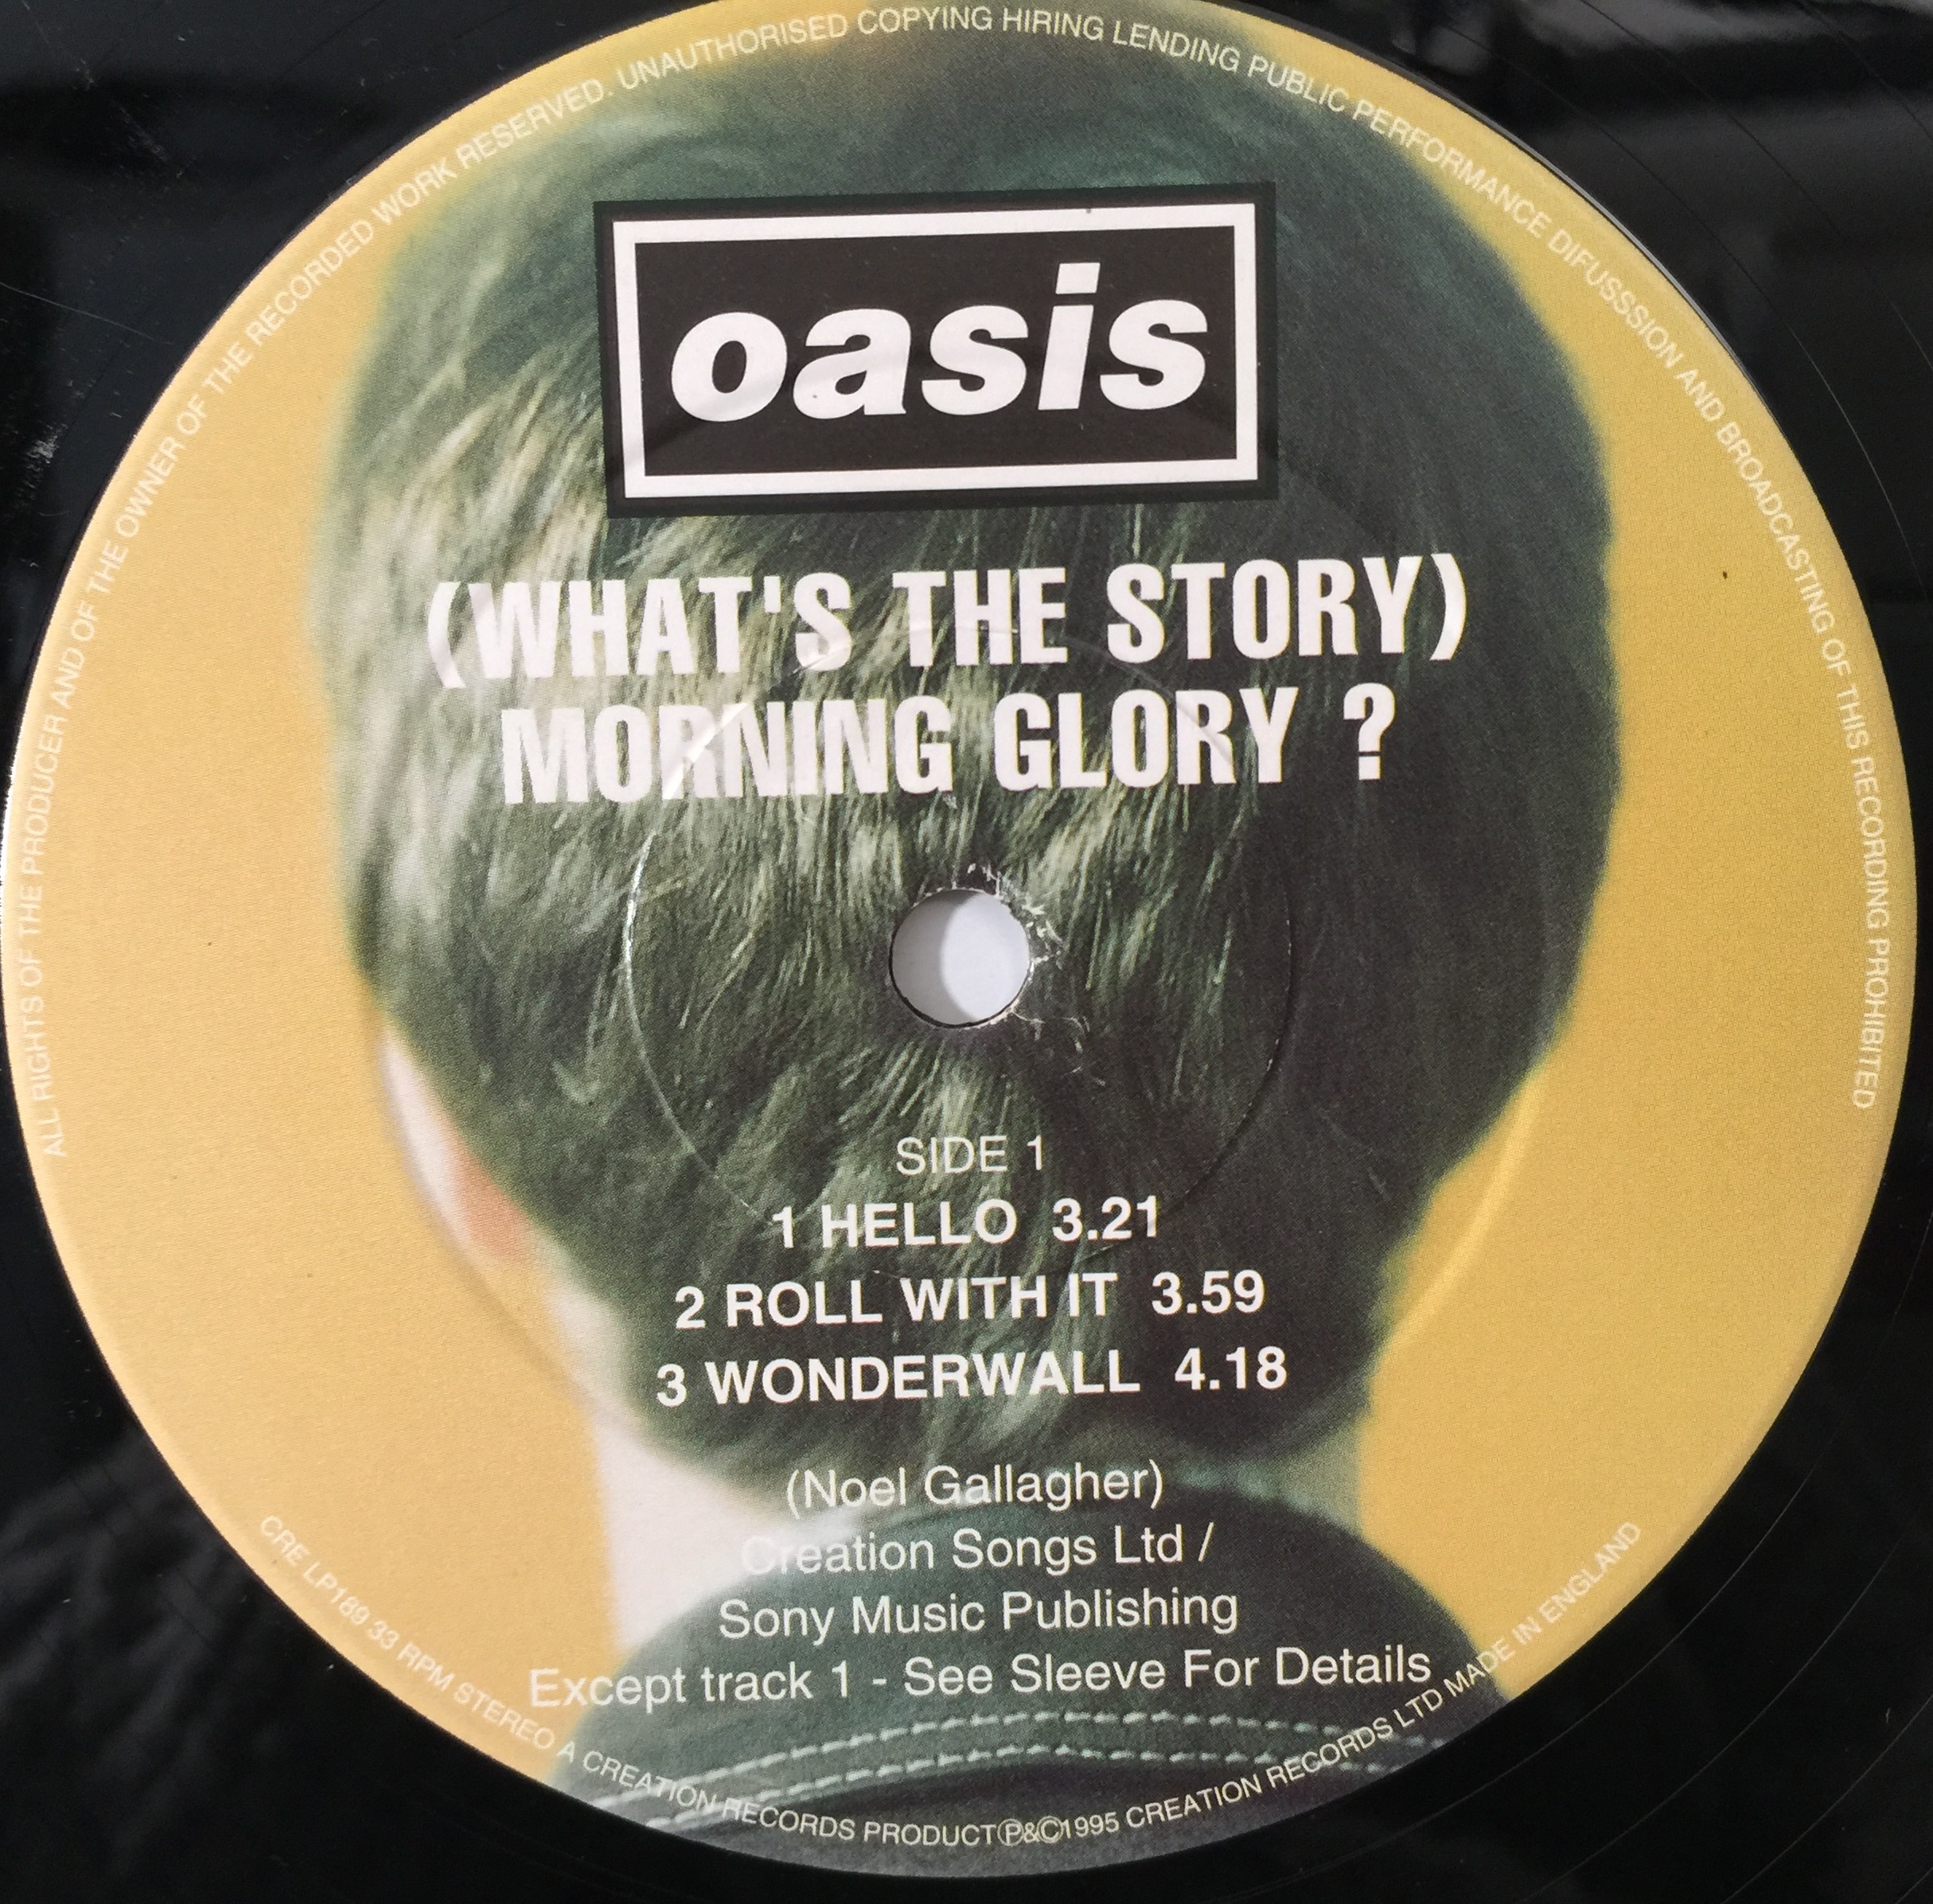 ALL RIGHTS OF THE PRODUCER AND OF THE OWNER OF THE RECORDED WORK RESERVED. UNAUTHORISED COPYING HIRING LENDING PUBLIC PERFORMANCE DIFUSSSION AND BROADCASTING OF THIS RECORDING PROHIBITED
oasis
(WHAT'S THE STORY)
MORNING GLORY ?
SIDE 1
1 HELLO 3.21
2 ROLL WITH IT 3.59
3 WONDERWALL 4.18
(Noel Gallagher)
Creation Songs Ltd /
Sony Music Publishing
Except track 1 - See Sleeve For Details
CRE LP189 33 RPM STEREO A CREATION RECORDS PRODUCT ℗&©1995 CREATION RECORDS LTD MADE IN ENGLAND